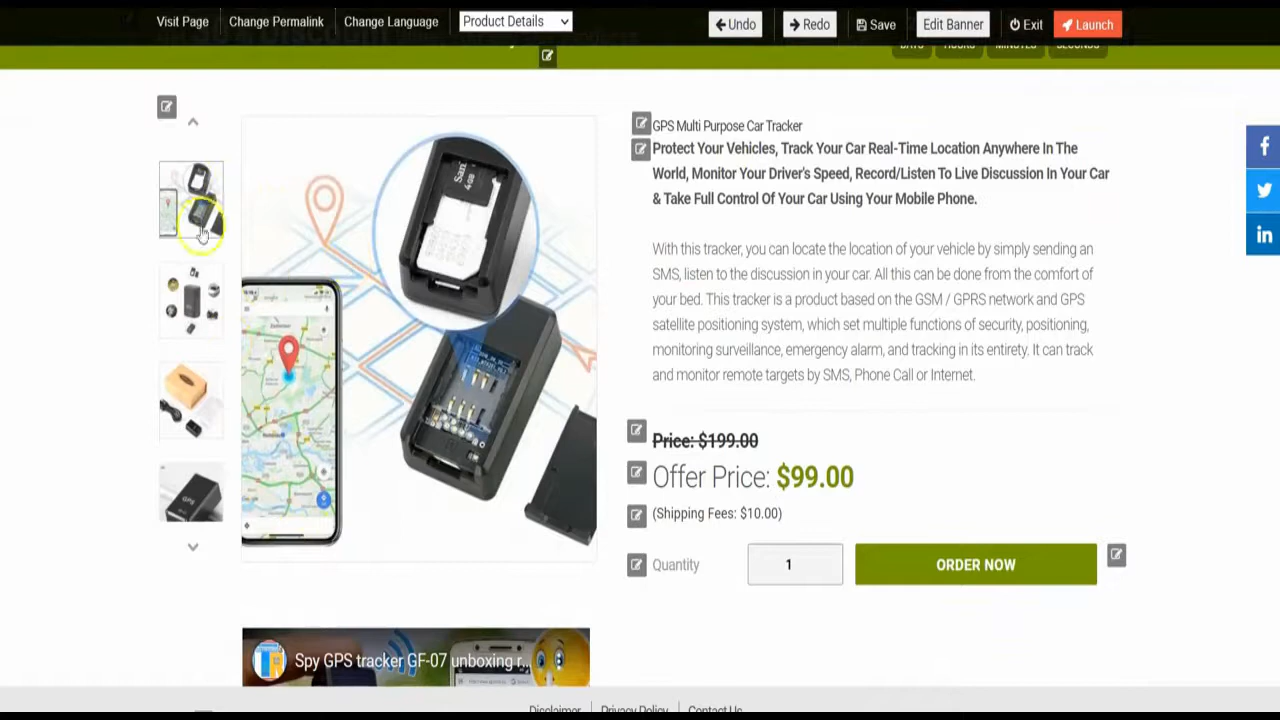 Visit Page
Change Permalink
Change Language
Product Details
Undo
Redo
Save
Edit Banner
Exit
Launch
DAYS
HOURS
MINUTES
SECONDS
GPS Multi Purpose Car Tracker
Protect Your Vehicles, Track Your Car Real-Time Location Anywhere In The
World, Monitor Your Driver's Speed, Record/Listen To Live Discussion In Your Car
& Take Full Control Of Your Car Using Your Mobile Phone.
With this tracker, you can locate the location of your vehicle by simply sending an
SMS, listen to the discussion in your car. All this can be done from the comfort of
your bed. This tracker is a product based on the GSM / GPRS network and GPS
satellite positioning system, which set multiple functions of security, positioning,
monitoring surveillance, emergency alarm, and tracking in its entirety. It can track
and monitor remote targets by SMS, Phone Call or Internet.
Price: $199.00
Offer Price: $99.00
(Shipping Fees: $10.00)
Quantity
1
ORDER NOW
GPS
Spy GPS tracker GF-07 unboxing r...
Disclaimer
Privacy Policy
Contact Us